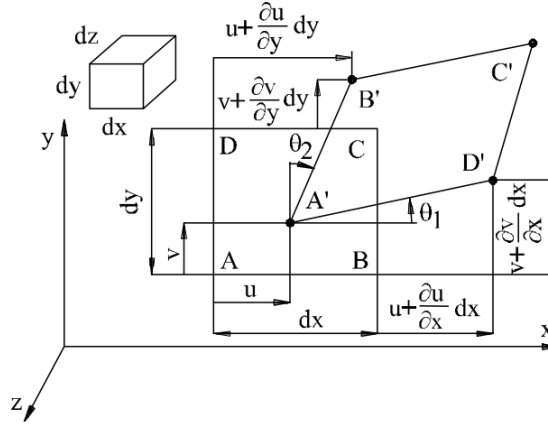 dz
dy
dx
u+∂u/∂y dy
v+∂v/∂y dy
B'
C'
y
D
C
θ2
D'
dy
A'
θ1
v
A
B
v+∂v/∂x dx
u
dx
u+∂u/∂x dx
x
z